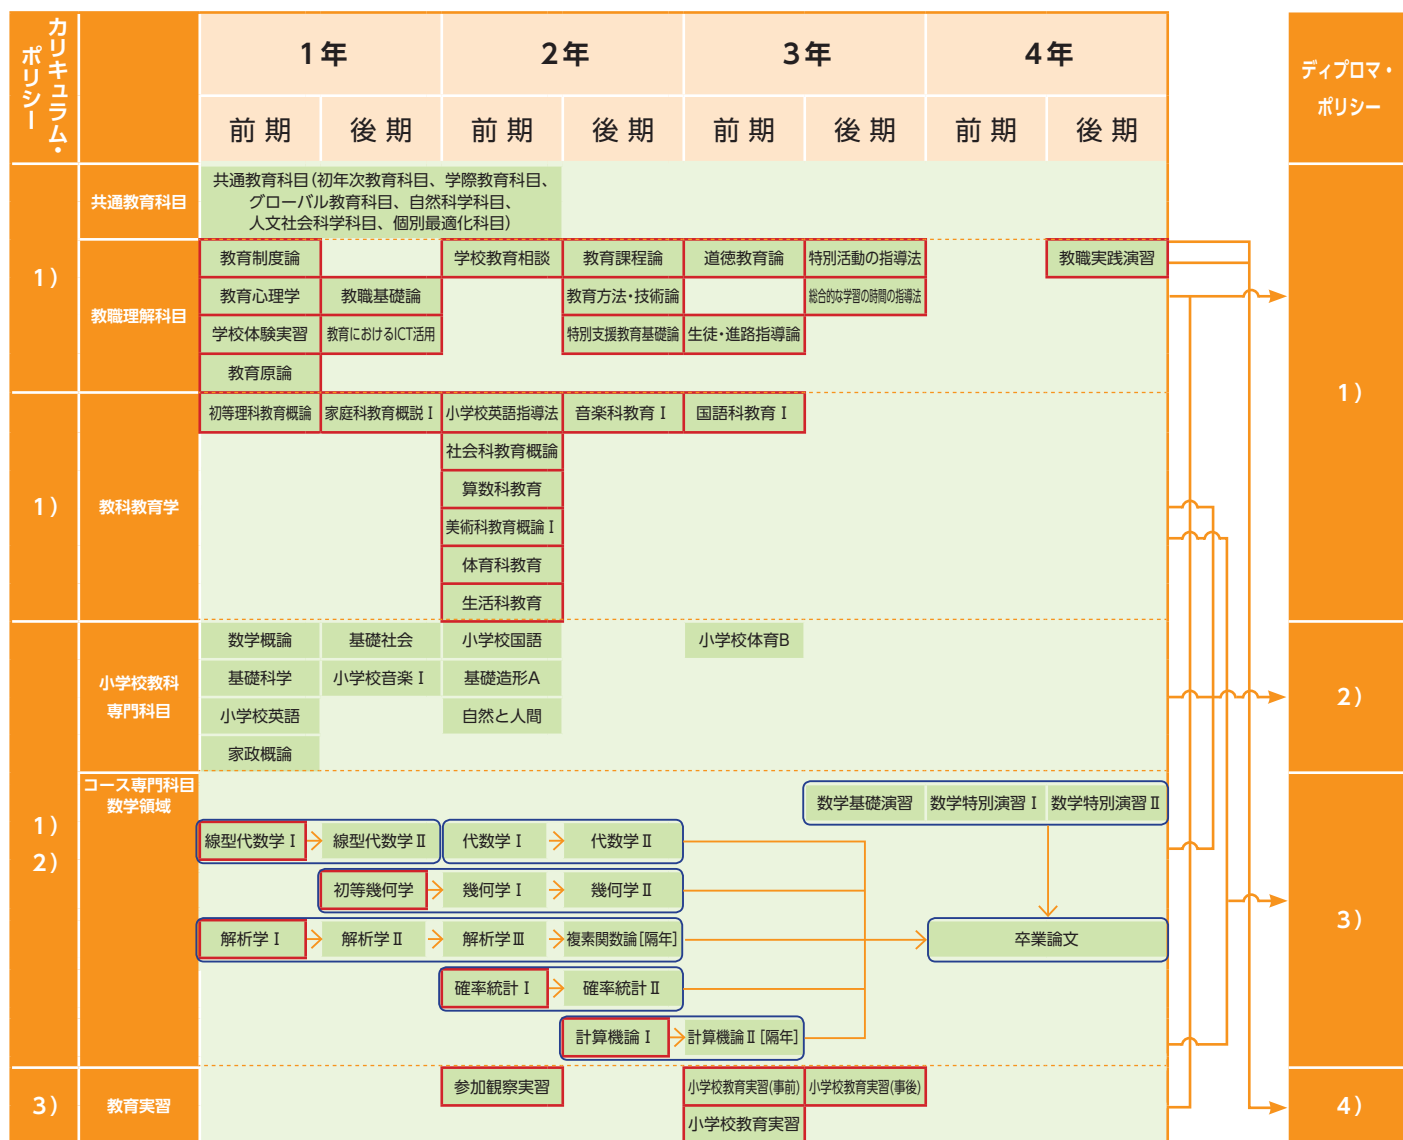 カリキュラム・
ポリシー
1年
2年
3年
4年
ディプロマ・
ポリシー
前期
後期
前期
後期
前期
後期
前期
後期
1）
共通教育科目
共通教育科目（初年次教育科目、学際教育科目、
グローバル教育科目、自然科学科目、
人文社会科学科目、個別最適化科目）
教職理解科目
教育制度論
学校教育相談
教育課程論
道徳教育論
特別活動の指導法
教職実践演習
教育心理学
教職基礎論
教育方法・技術論
総合的な学習の時間の指導法
学校体験実習
教育におけるICT活用
特別支援教育基礎論
生徒・進路指導論
教育原論
1）
1）
教科教育学
初等理科教育概論
家庭科教育概説Ⅰ
小学校英語指導法
音楽科教育Ⅰ
国語科教育Ⅰ
社会科教育概論
算数科教育
美術科教育概論Ⅰ
体育科教育
生活科教育
小学校教科
専門科目
数学概論
基礎社会
小学校国語
小学校体育B
基礎科学
小学校音楽Ⅰ
基礎造形A
小学校英語
自然と人間
家政概論
2）
1）
2）
コース専門科目
数学領域
数学基礎演習
数学特別演習Ⅰ
数学特別演習Ⅱ
線型代数学Ⅰ
線型代数学Ⅱ
代数学Ⅰ
代数学Ⅱ
初等幾何学
幾何学Ⅰ
幾何学Ⅱ
解析学Ⅰ
解析学Ⅱ
解析学Ⅲ
複素関数論［隔年］
卒業論文
確率統計Ⅰ
確率統計Ⅱ
計算機論Ⅰ
計算機論Ⅱ［隔年］
3）
3）
教育実習
参加観察実習
小学校教育実習(事前)
小学校教育実習(事後)
小学校教育実習
4）